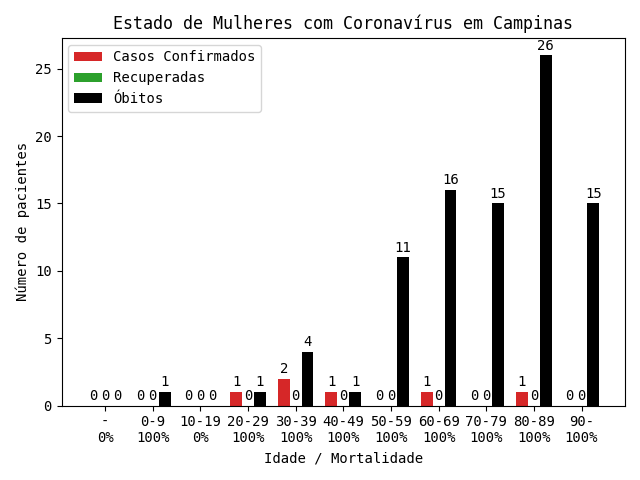 Estado de Mulheres com Coronavírus em Campinas
Casos Confirmados
Recuperadas
Óbitos
Número de pacientes
25
20
15
10
5
0
0 0 0
0 0 1
0 0 0
1 0 1
2 0 4
1 0 1
0 0 11
1 0 16
0 0 15
1 0 26
0 0 15
- 0-9 10-19 20-29 30-39 40-49 50-59 60-69 70-79 80-89 90-
0% 100% 0% 100% 100% 100% 100% 100% 100% 100% 100%
Idade / Mortalidade